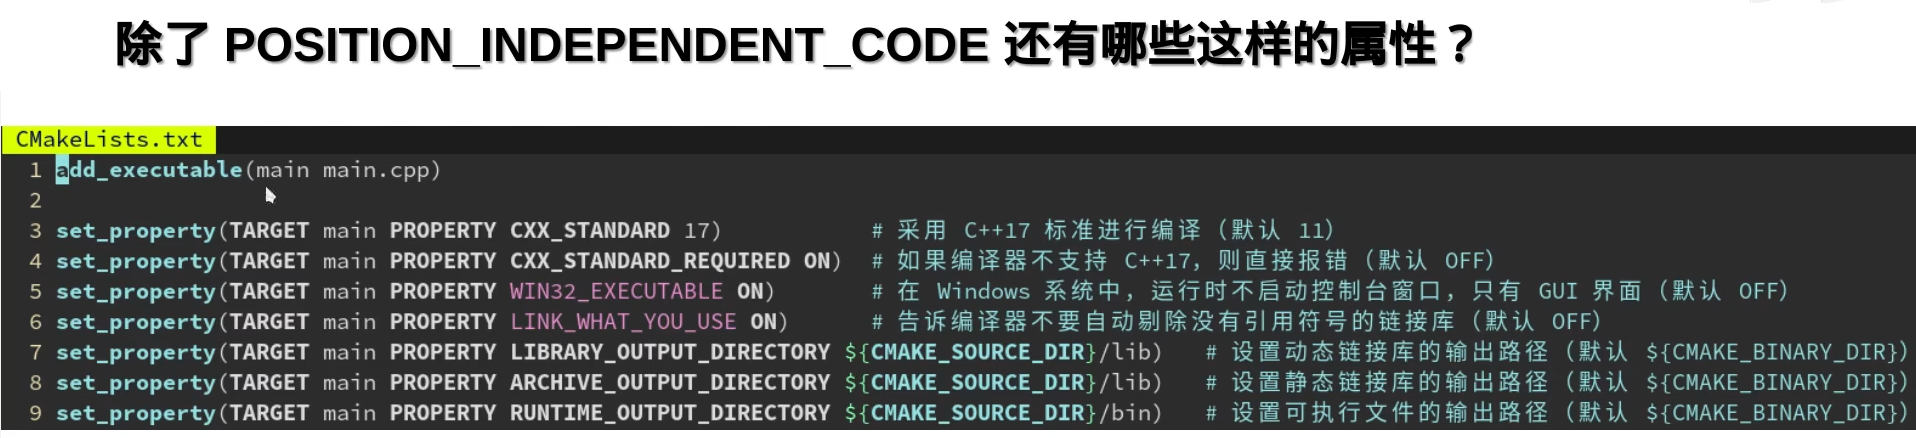 除了 POSITION_INDEPENDENT_CODE 还有哪些这样的属性？
CMakeLists.txt
1 add_executable(main main.cpp)
2
3 set_property(TARGET main PROPERTY CXX_STANDARD 17) # 采用 C++17 标准进行编译（默认 11）
4 set_property(TARGET main PROPERTY CXX_STANDARD_REQUIRED ON) # 如果编译器不支持 C++17，则直接报错（默认 OFF）
5 set_property(TARGET main PROPERTY WIN32_EXECUTABLE ON) # 在 Windows 系统中，运行时不启动控制台窗口，只有 GUI 界面（默认 OFF）
6 set_property(TARGET main PROPERTY LINK_WHAT_YOU_USE ON) # 告诉编译器不要自动剔除没有引用符号的链接库（默认 OFF）
7 set_property(TARGET main PROPERTY LIBRARY_OUTPUT_DIRECTORY ${CMAKE_SOURCE_DIR}/lib) # 设置动态链接库的输出路径（默认 ${CMAKE_BINARY_DIR}）
8 set_property(TARGET main PROPERTY ARCHIVE_OUTPUT_DIRECTORY ${CMAKE_SOURCE_DIR}/lib) # 设置静态链接库的输出路径（默认 ${CMAKE_BINARY_DIR}）
9 set_property(TARGET main PROPERTY RUNTIME_OUTPUT_DIRECTORY ${CMAKE_SOURCE_DIR}/bin) # 设置可执行文件的输出路径（默认 ${CMAKE_BINARY_DIR}）